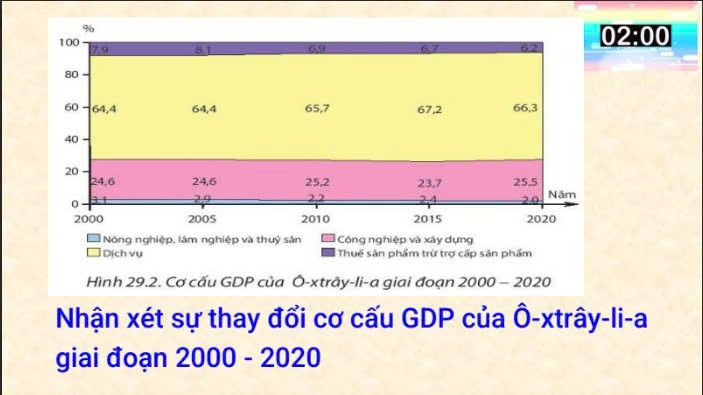 02:00
%
100
80
60
40
20
0
7,9 8,1 6,9 6,7 6,2
64,4 64,4 65,7 67,2 66,3
24,6 24,6 25,2 23,7 25,5
3,1 2,9 2,2 2,4 2,0
Năm
2000 2005 2010 2015 2020
Nông nghiệp, lâm nghiệp và thuỷ sản Công nghiệp và xây dựng
Dịch vụ Thuế sản phẩm trừ trợ cấp sản phẩm
Hình 29.2. Cơ cấu GDP của Ô-xtrây-li-a giai đoạn 2000 – 2020
Nhận xét sự thay đổi cơ cấu GDP của Ô-xtrây-li-a
giai đoạn 2000 - 2020